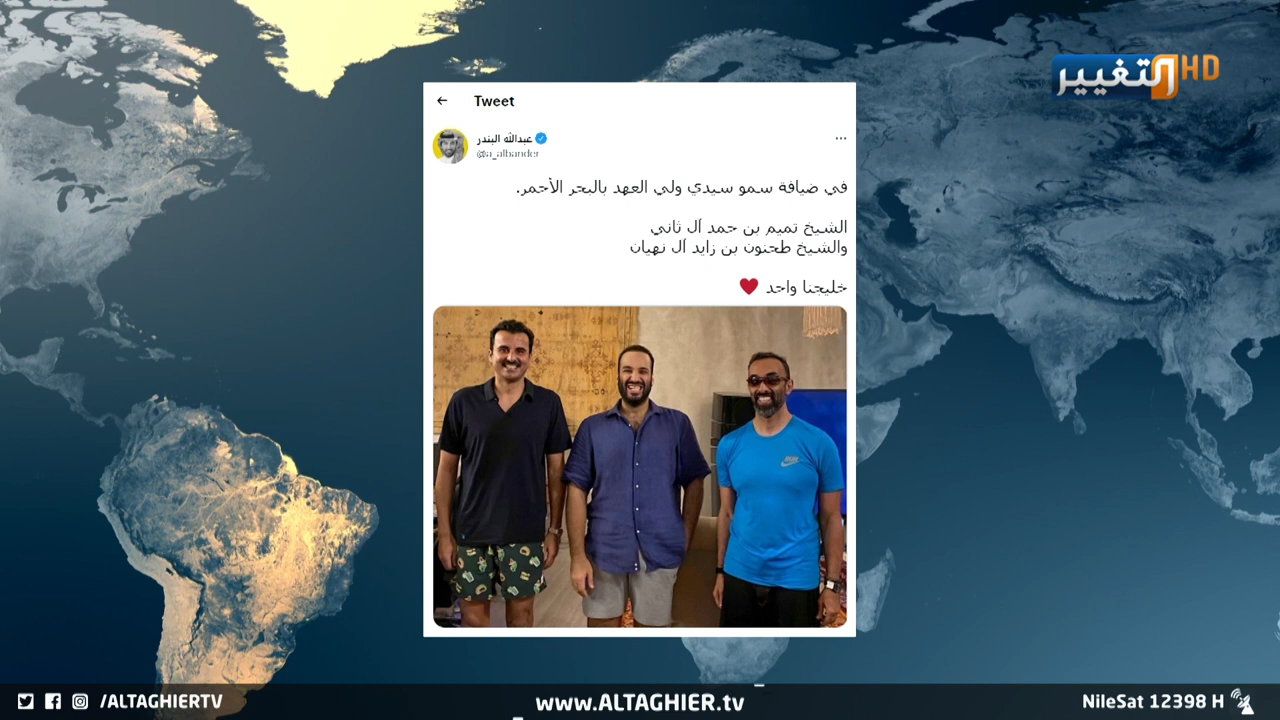 التغيير HD
Tweet
عبدالله البندر
@a_albander
في ضيافة سمو سيدي ولي العهد بالبحر الأحمر.
الشيخ تميم بن حمد آل ثاني
والشيخ طحنون بن زايد آل نهيان
خليجنا واحد ❤️
/ALTAGHIERTV
www.ALTAGHIER.tv
NileSat 12398 H